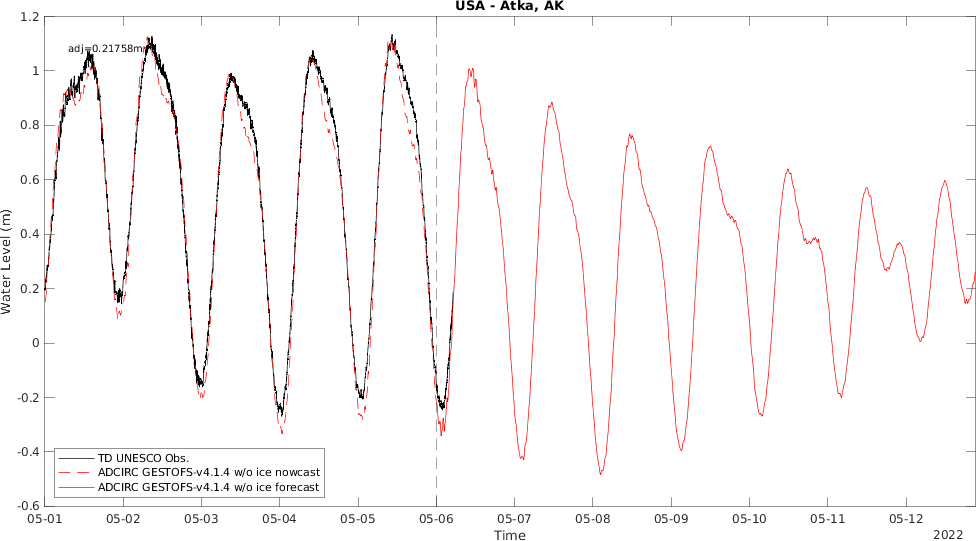 USA - Atka, AK
adj=0.21758m
1.2
1
0.8
0.6
0.4
0.2
0
-0.2
-0.4
-0.6
Water Level (m)
TD UNESCO Obs.
ADCIRC GESTOFS-v4.1.4 w/o ice nowcast
ADCIRC GESTOFS-v4.1.4 w/o ice forecast
05-01 05-02 05-03 05-04 05-05 05-06 05-07 05-08 05-09 05-10 05-11 05-12
Time
2022